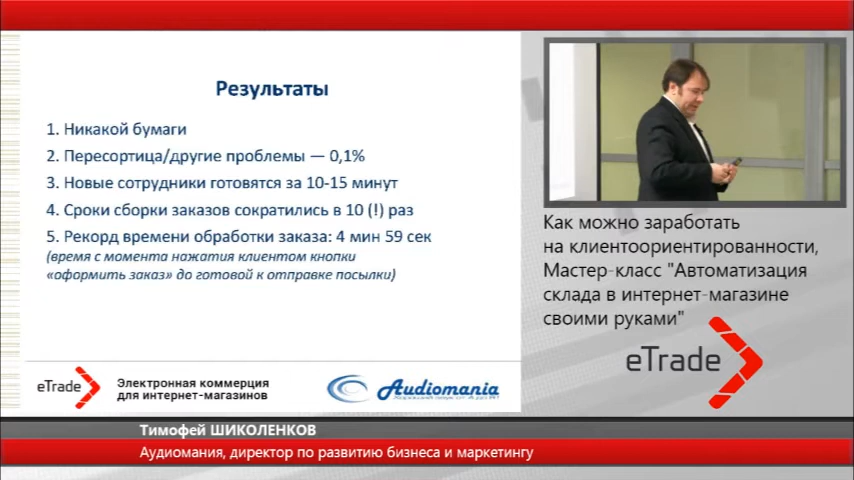 Результаты
1. Никакой бумаги
2. Пересортица/другие проблемы — 0,1%
3. Новые сотрудники готовятся за 10-15 минут
4. Сроки сборки заказов сократились в 10 (!) раз
5. Рекорд времени обработки заказа: 4 мин 59 сек
(время с момента нажатия клиентом кнопки
«оформить заказ» до готовой к отправке посылки)
eTrade
Электронная коммерция
для интернет-магазинов
Audiomania
Как можно заработать
на клиентоориентированности,
Мастер-класс "Автоматизация
склада в интернет-магазине
своими руками"
eTrade
Тимофей ШИКОЛЕНКОВ
Аудиомания, директор по развитию бизнеса и маркетингу